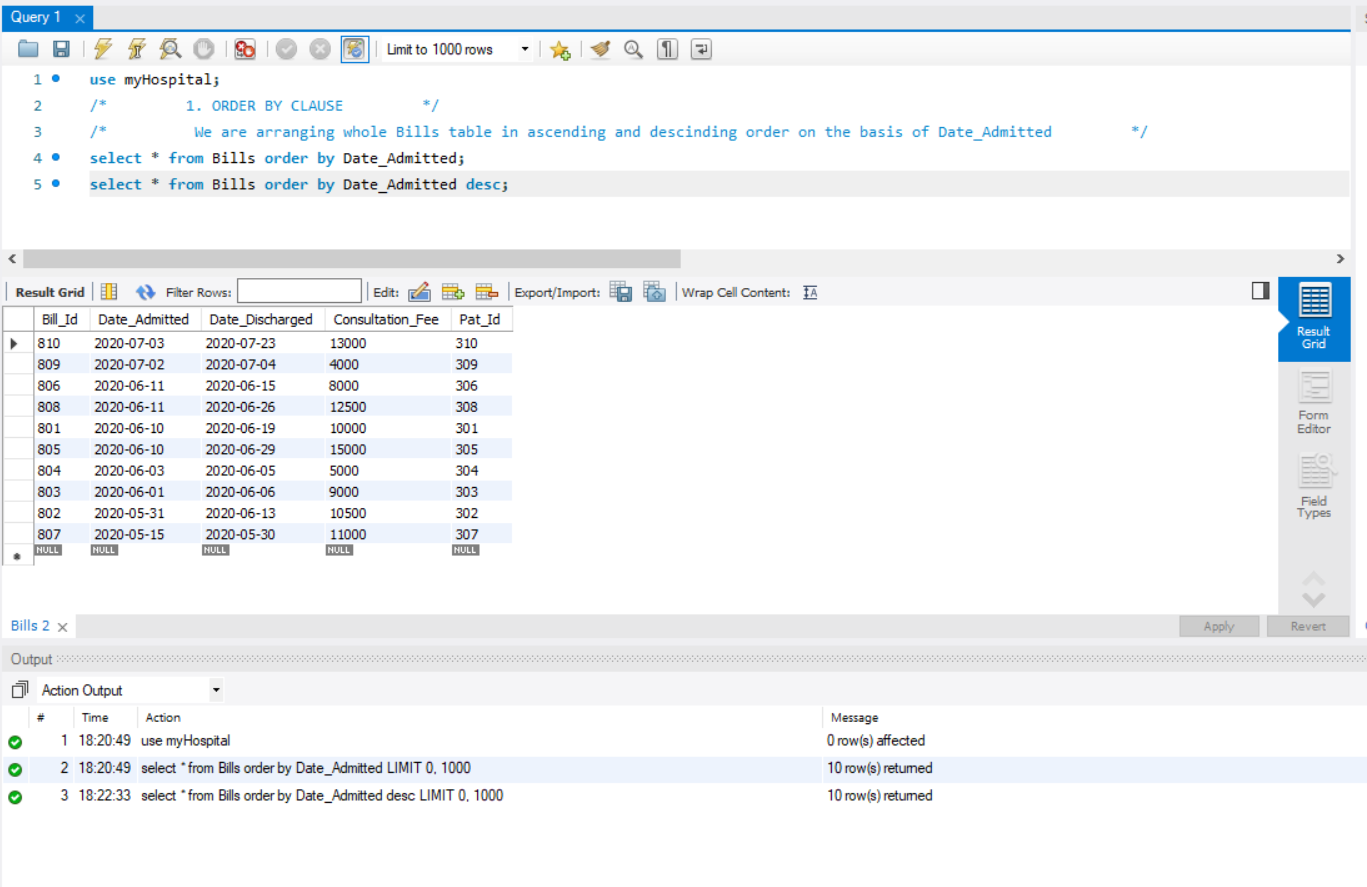 Query 1
Limit to 1000 rows
1 use myHospital;
2 /* 1. ORDER BY CLAUSE */
3 /* We are arranging whole Bills table in ascending and descinding order on the basis of Date_Admitted */
4 select * from Bills order by Date_Admitted;
5 select * from Bills order by Date_Admitted desc;
Result Grid Filter Rows: Edit: Export/Import: Wrap Cell Content:
Bill_Id Date_Admitted Date_Discharged Consultation_Fee Pat_Id
810 2020-07-03 2020-07-23 13000 310
809 2020-07-02 2020-07-04 4000 309
806 2020-06-11 2020-06-15 8000 306
808 2020-06-11 2020-06-26 12500 308
801 2020-06-10 2020-06-19 10000 301
805 2020-06-10 2020-06-29 15000 305
804 2020-06-03 2020-06-05 5000 304
803 2020-06-01 2020-06-06 9000 303
802 2020-05-31 2020-06-13 10500 302
807 2020-05-15 2020-05-30 11000 307
NULL NULL NULL NULL NULL
Result
Grid
Form
Editor
Field
Types
Bills 2
Apply Revert
Output
Action Output
# Time Action Message
1 18:20:49 use myHospital 0 row(s) affected
2 18:20:49 select * from Bills order by Date_Admitted LIMIT 0, 1000 10 row(s) returned
3 18:22:33 select * from Bills order by Date_Admitted desc LIMIT 0, 1000 10 row(s) returned